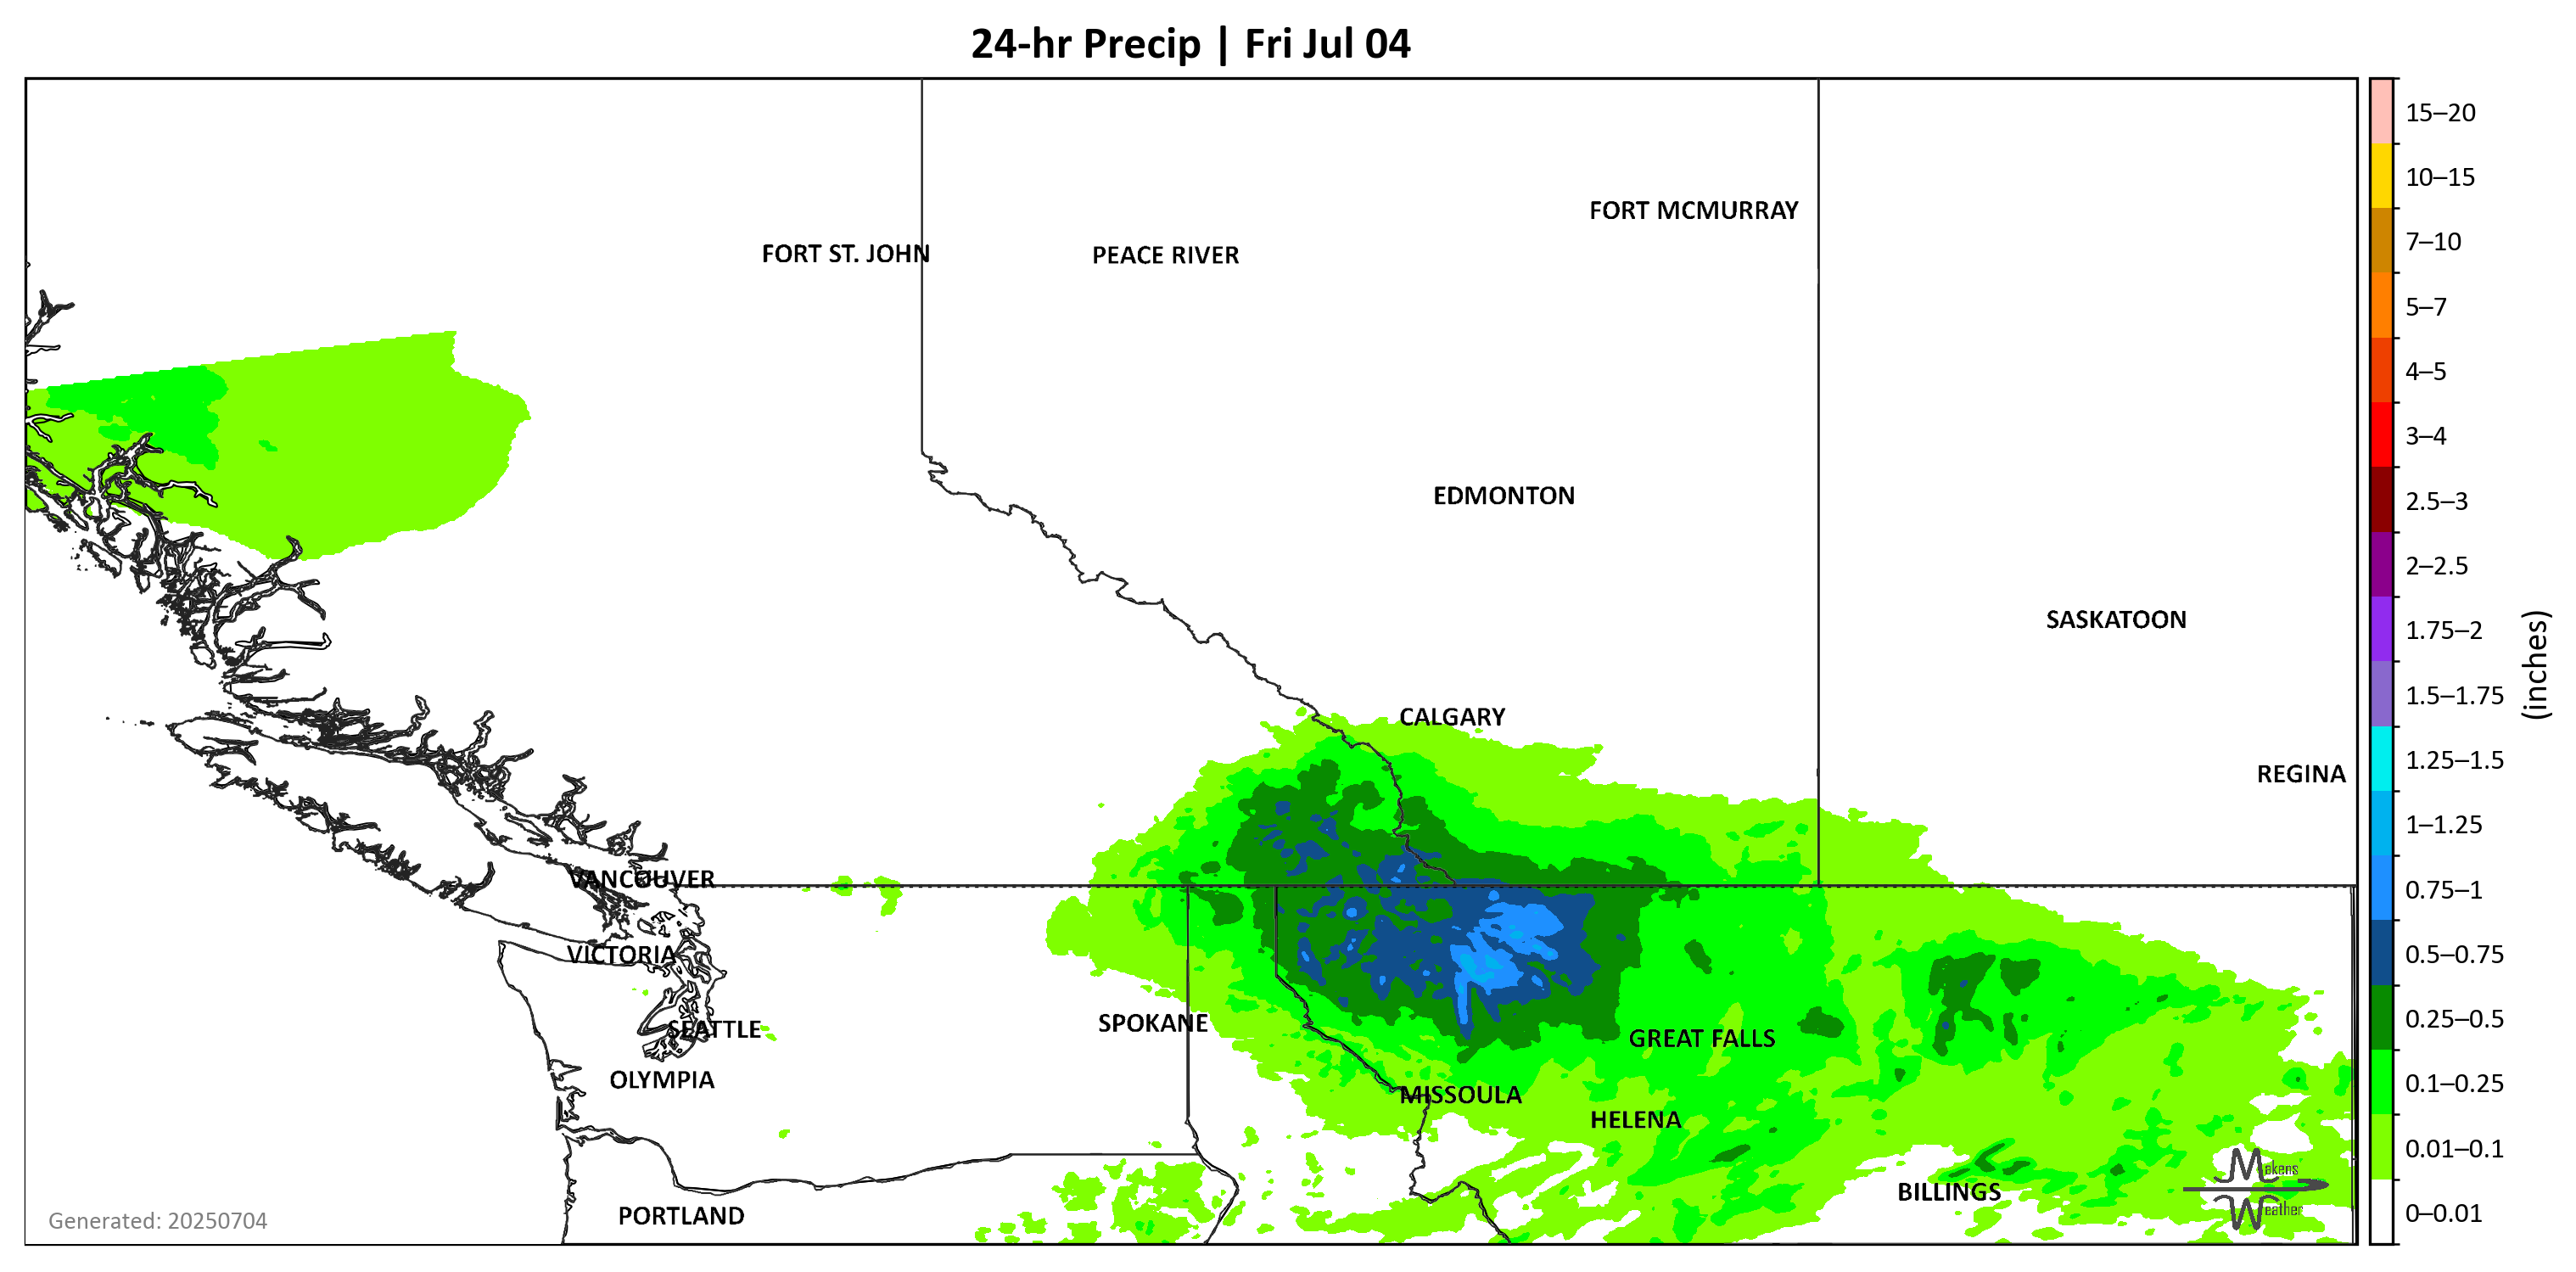 24-hr Precip | Fri Jul 04
FORT MCMURRAY
FORT ST. JOHN
PEACE RIVER
EDMONTON
SASKATOON
CALGARY
REGINA
VANCOUVER
VICTORIA
SPOKANE
SEATTLE
GREAT FALLS
OLYMPIA
MISSOULA
HELENA
BILLINGS
PORTLAND
Makens
Weather
Generated: 20250704
15–20
10–15
7–10
5–7
4–5
3–4
2.5–3
2–2.5
1.75–2
1.5–1.75
1.25–1.5
1–1.25
0.75–1
0.5–0.75
0.25–0.5
0.1–0.25
0.01–0.1
0–0.01
(inches)